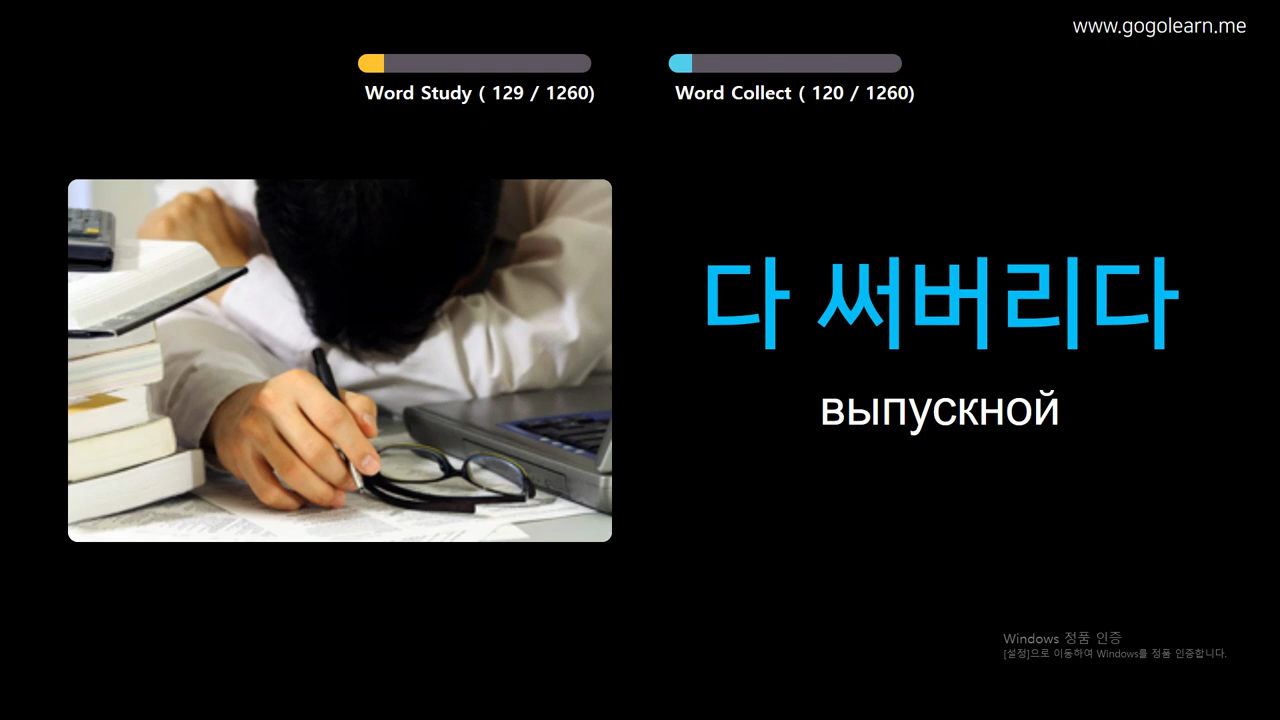 www.gogolearn.me
Word Study ( 129 / 1260)
Word Collect ( 120 / 1260)
다 써버리다
выпускной
Windows 정품 인증
[설정]으로 이동하여 Windows를 정품 인증합니다.